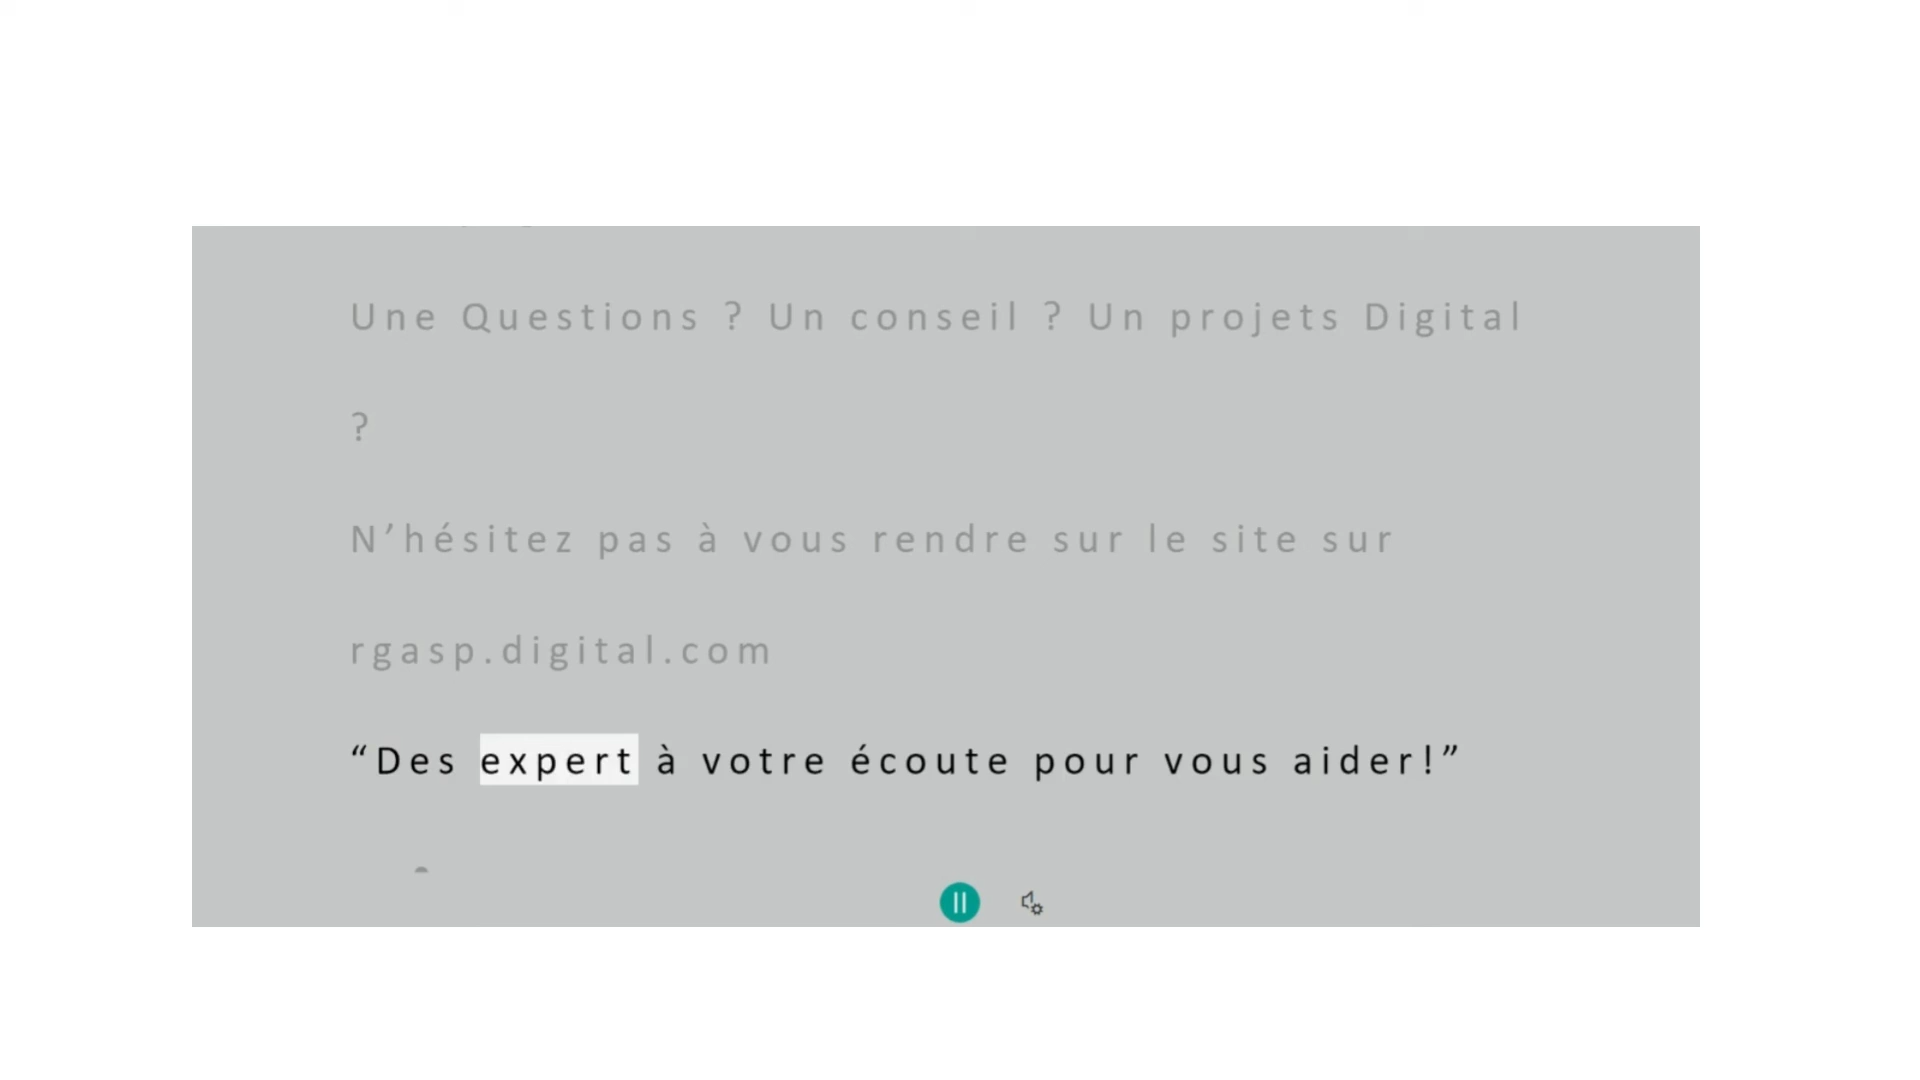 Une Questions ? Un conseil ? Un projets Digital
?
N’hésitez pas à vous rendre sur le site sur
rgasp.digital.com
“Des expert à votre écoute pour vous aider!”